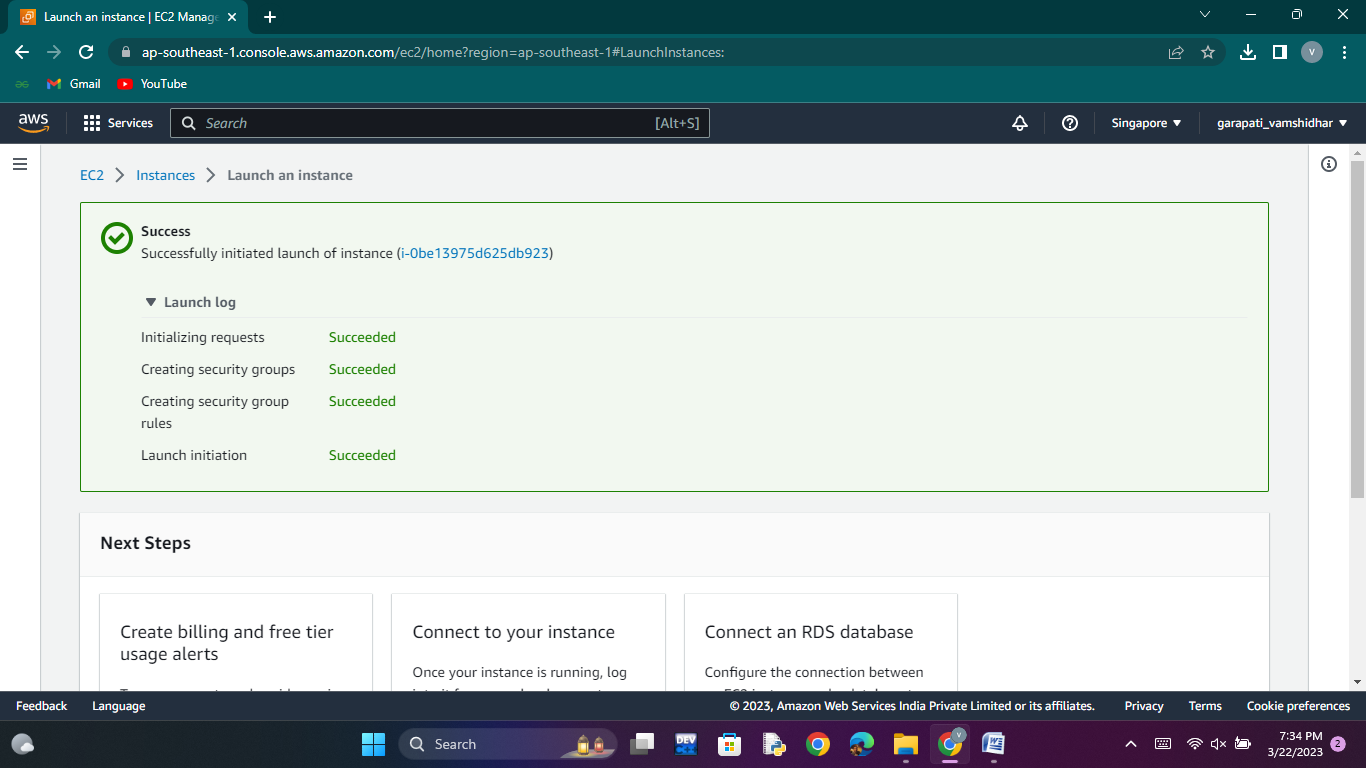 Launch an instance | EC2 Manage
ap-southeast-1.console.aws.amazon.com/ec2/home?region=ap-southeast-1#LaunchInstances:
V
Gmail
YouTube
aws
Services
Search
[Alt+S]
Singapore
garapati_vamshidhar
EC2
Instances
Launch an instance
Success
Successfully initiated launch of instance (i-0be13975d625db923)
Launch log
Initializing requests
Succeeded
Creating security groups
Succeeded
Creating security group
rules
Succeeded
Launch initiation
Succeeded
Next Steps
Create billing and free tier
usage alerts
Connect to your instance
Once your instance is running, log
Connect an RDS database
Configure the connection between
Feedback
Language
© 2023, Amazon Web Services India Private Limited or its affiliates.
Privacy
Terms
Cookie preferences
Search
DEV
7:34 PM
3/22/2023
2